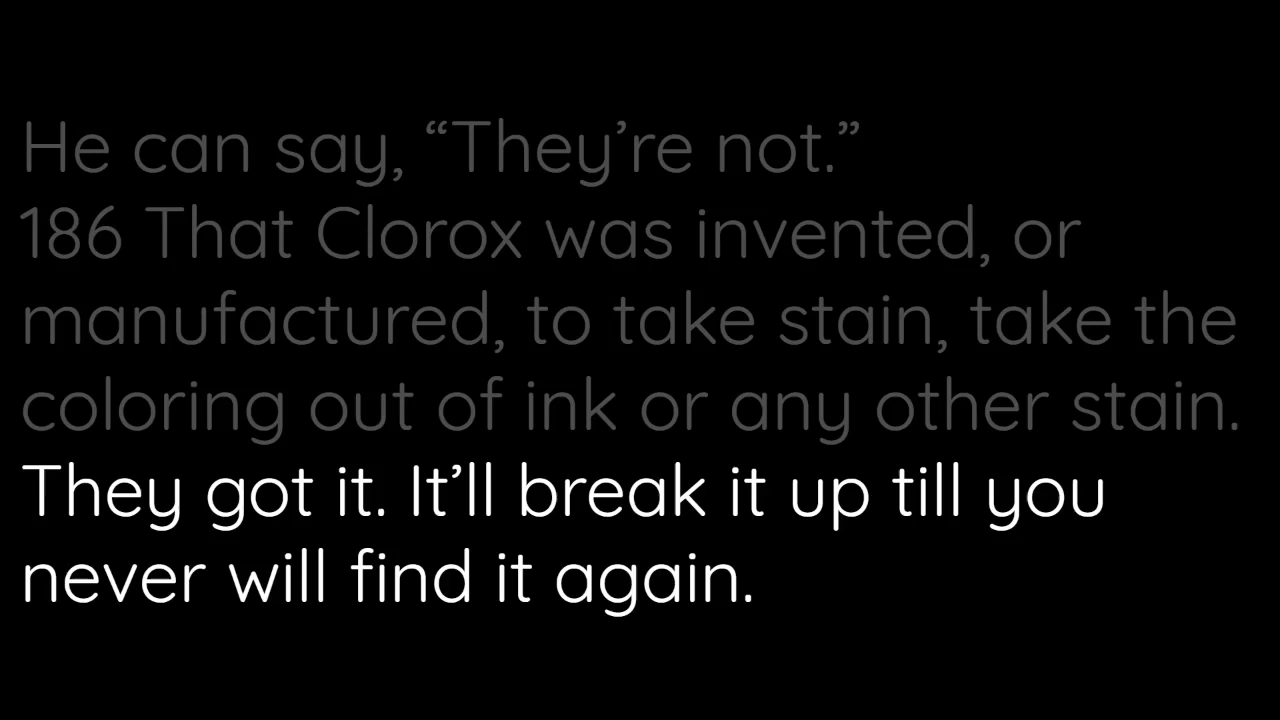 He can say, “They’re not.”
186 That Clorox was invented, or
manufactured, to take stain, take the
coloring out of ink or any other stain.
They got it. It’ll break it up till you
never will find it again.